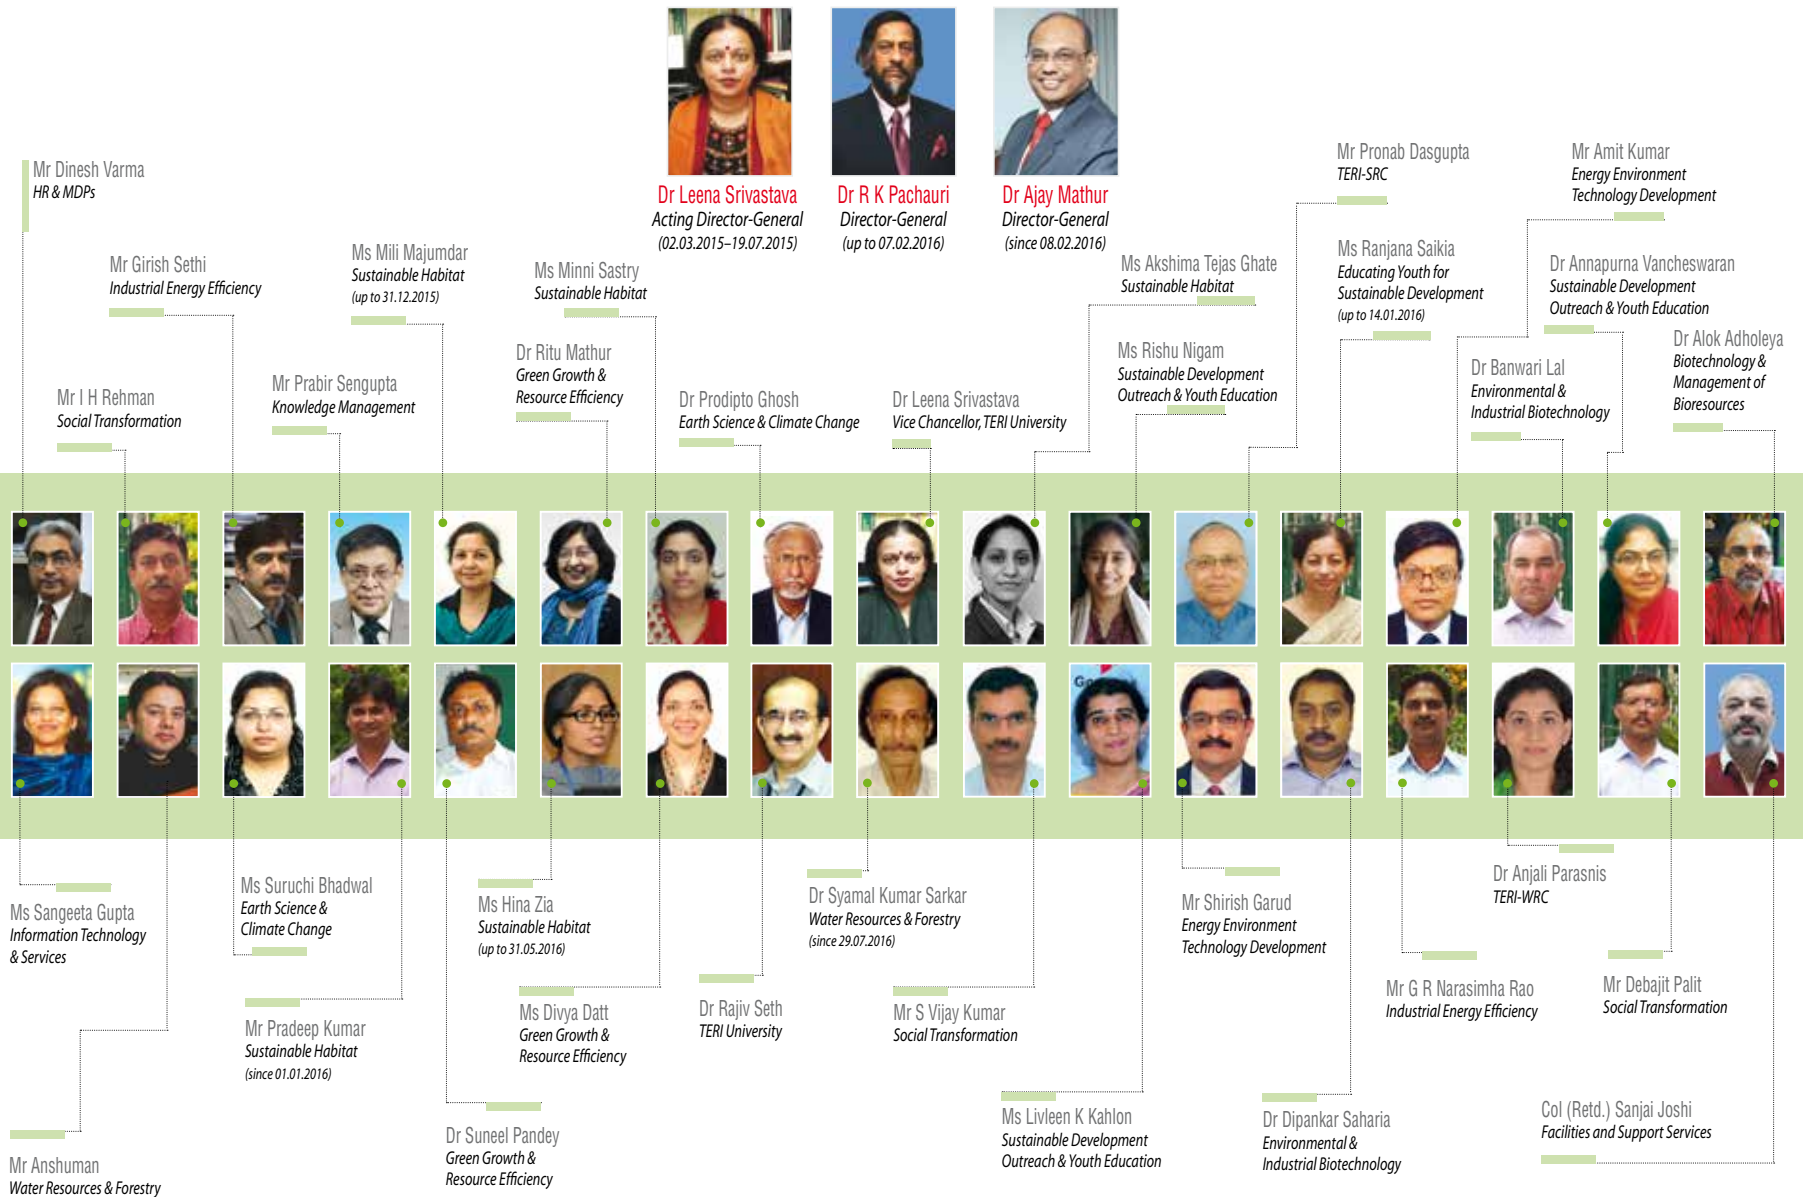 Dr Leena Srivastava
Acting Director-General
(02.03.2015–19.07.2015)
Dr R K Pachauri
Director-General
(up to 07.02.2016)
Dr Ajay Mathur
Director-General
(since 08.02.2016)
Mr Dinesh Varma
HR & MDPs
Mr I H Rehman
Social Transformation
Mr Girish Sethi
Industrial Energy Efficiency
Mr Prabir Sengupta
Knowledge Management
Ms Mili Majumdar
Sustainable Habitat
(up to 31.12.2015)
Dr Ritu Mathur
Green Growth &
Resource Efficiency
Ms Minni Sastry
Sustainable Habitat
Dr Prodipto Ghosh
Earth Science & Climate Change
Dr Leena Srivastava
Vice Chancellor, TERI University
Ms Akshima Tejas Ghate
Sustainable Habitat
Ms Rishu Nigam
Sustainable Development
Outreach & Youth Education
Mr Pronab Dasgupta
TERI-SRC
Ms Ranjana Saikia
Educating Youth for
Sustainable Development
(up to 14.01.2016)
Mr Amit Kumar
Energy Environment
Technology Development
Dr Banwari Lal
Environmental &
Industrial Biotechnology
Dr Annapurna Vancheswaran
Sustainable Development
Outreach & Youth Education
Dr Alok Adholeya
Biotechnology &
Management of
Bioresources
Ms Sangeeta Gupta
Information Technology
& Services
Mr Anshuman
Water Resources & Forestry
Ms Suruchi Bhadwal
Earth Science &
Climate Change
Mr Pradeep Kumar
Sustainable Habitat
(since 01.01.2016)
Dr Suneel Pandey
Green Growth &
Resource Efficiency
Ms Hina Zia
Sustainable Habitat
(up to 31.05.2016)
Ms Divya Datt
Green Growth &
Resource Efficiency
Dr Rajiv Seth
TERI University
Dr Syamal Kumar Sarkar
Water Resources & Forestry
(since 29.07.2016)
Mr S Vijay Kumar
Social Transformation
Ms Livleen K Kahlon
Sustainable Development
Outreach & Youth Education
Mr Shirish Garud
Energy Environment
Technology Development
Dr Dipankar Saharia
Environmental &
Industrial Biotechnology
Mr G R Narasimha Rao
Industrial Energy Efficiency
Dr Anjali Parasnis
TERI-WRC
Mr Debajit Palit
Social Transformation
Col (Retd.) Sanjai Joshi
Facilities and Support Services